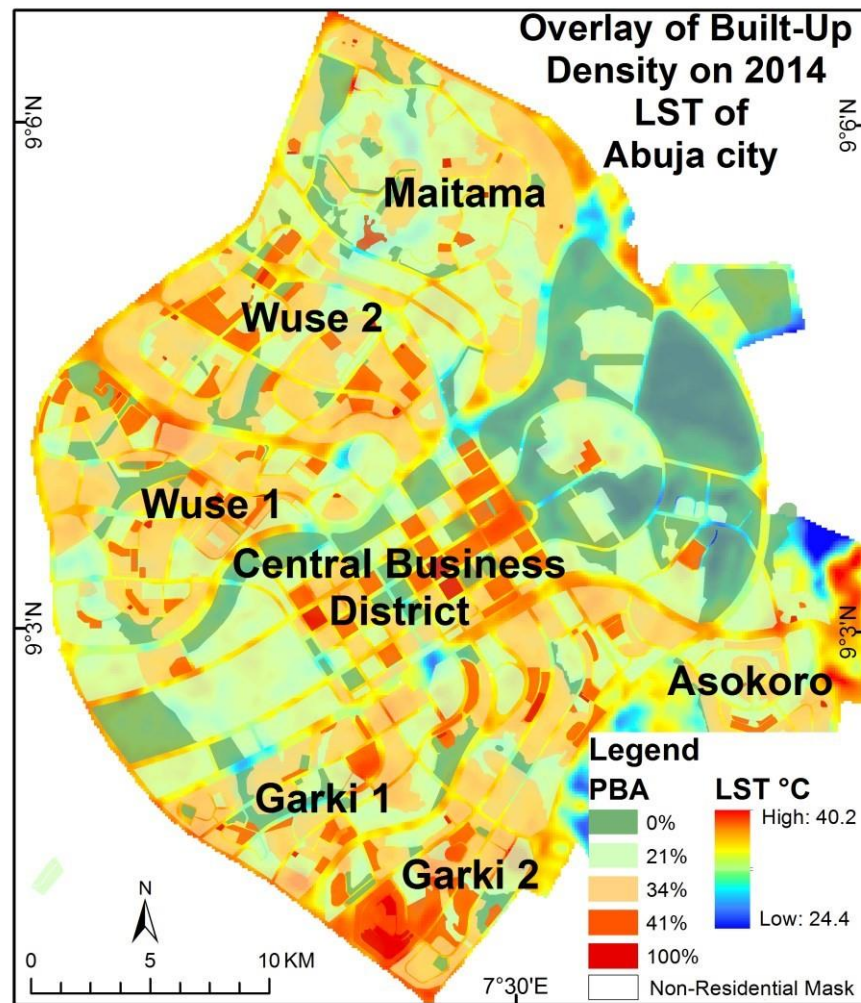 Overlay of Built-Up
Density on 2014
LST of
Abuja city
9°6'N
9°6'N
Maitama
Wuse 2
Wuse 1
Central Business
District
9°3'N
9°3'N
Asokoro
Garki 1
Garki 2
Legend
PBA
LST °C
0%
21%
34%
41%
100%
High: 40.2
Low: 24.4
Non-Residential Mask
N
0 5 10 KM
7°30'E